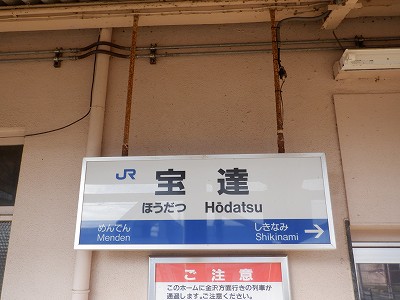 JR 宝達
ほうだつ Hōdatsu
めんでん しきなみ
Menden Shikinami →
ご注意
このホームに金沢方面行きの列車が
通過します。ご注意ください。